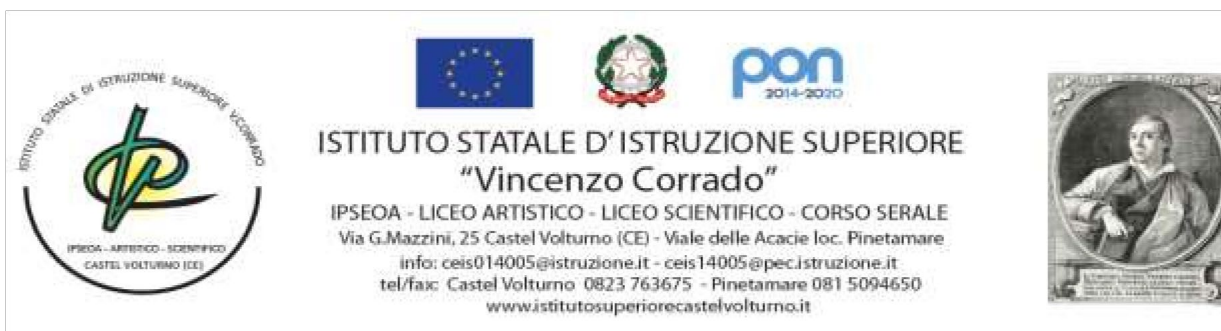 ISTITUTO STATALE DI ISTRUZIONE SUPERIORE V.CORRADO
IPSEOA - ARTISTICO - SCIENTIFICO
CASTEL VOLTURNO (CE)
pon
2014-2020
ISTITUTO STATALE D' ISTRUZIONE SUPERIORE
“Vincenzo Corrado”
IPSEOA - LICEO ARTISTICO - LICEO SCIENTIFICO - CORSO SERALE
Via G.Mazzini, 25 Castel Volturno (CE) - Viale delle Acacie loc. Pinetamare
info: ceis014005@istruzione.it - ceis14005@pec.istruzione.it
tel/fax: Castel Volturno 0823 763675 - Pinetamare 081 5094650
www.istitutosuperiorecastelvolturno.it